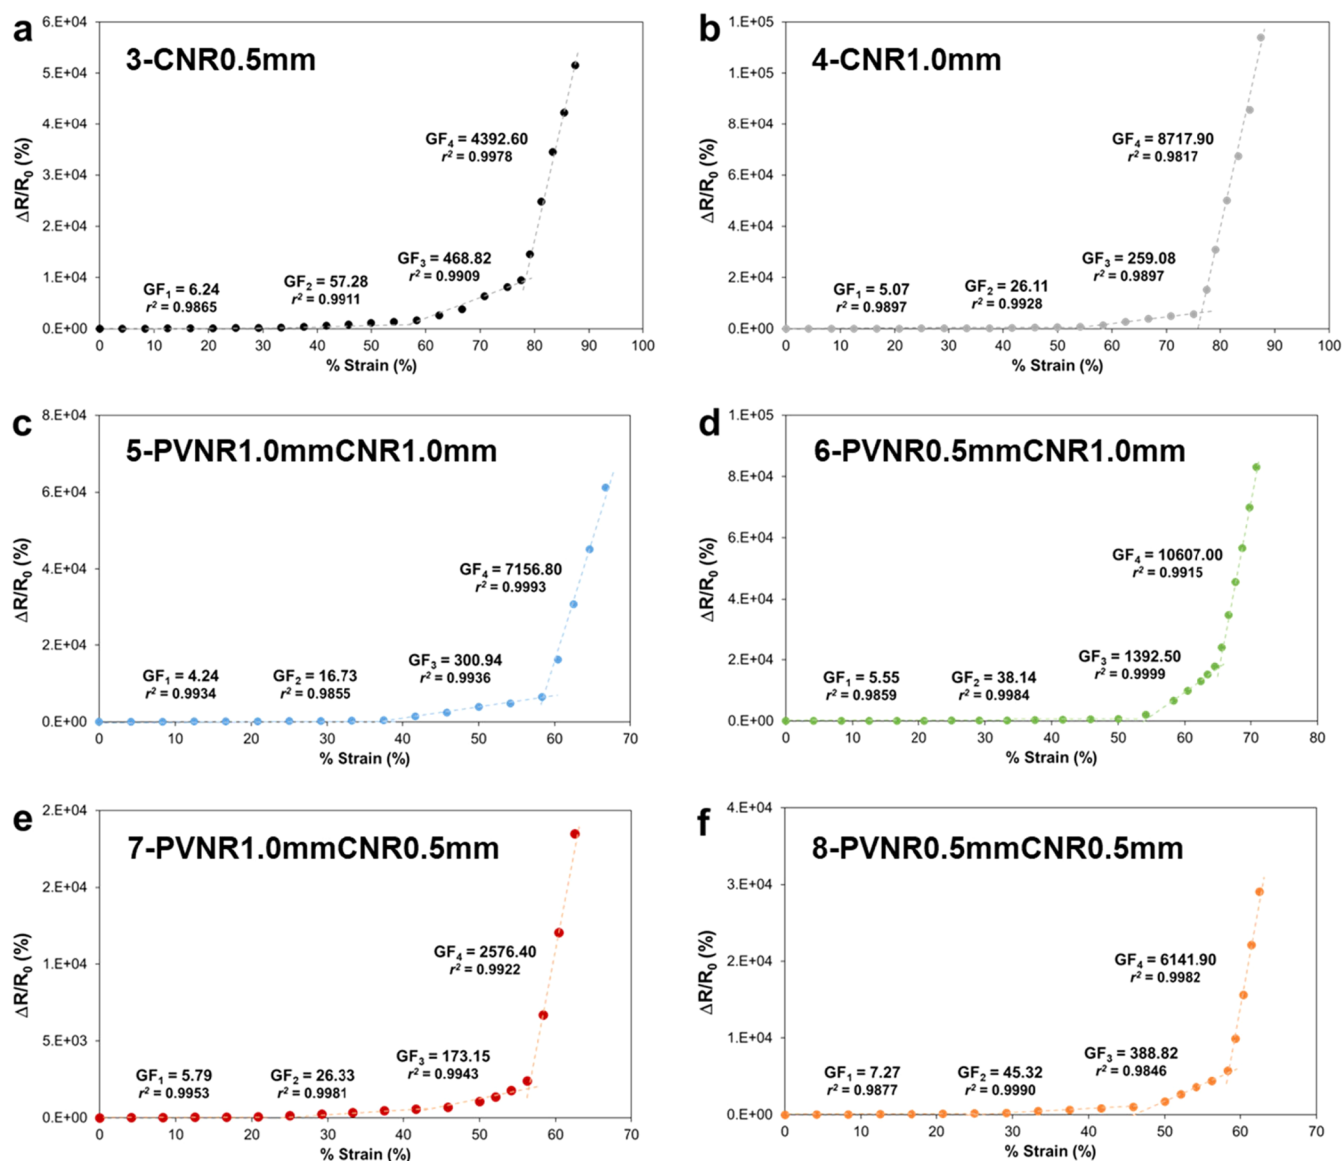 a
3-CNR0.5mm
6.E+04
5.E+04
4.E+04
3.E+04
2.E+04
1.E+04
0.E+00
ΔR/R0 (%)
GF4 = 4392.60
r2 = 0.9978
GF3 = 468.82
r2 = 0.9909
GF2 = 57.28
r2 = 0.9911
GF1 = 6.24
r2 = 0.9865
0 10 20 30 40 50 60 70 80 90 100
% Strain (%)
b
4-CNR1.0mm
1.E+05
1.E+05
8.E+04
6.E+04
4.E+04
2.E+04
0.E+00
ΔR/R0 (%)
GF4 = 8717.90
r2 = 0.9817
GF3 = 259.08
r2 = 0.9897
GF2 = 26.11
r2 = 0.9928
GF1 = 5.07
r2 = 0.9897
0 10 20 30 40 50 60 70 80 90 100
% Strain (%)
c
5-PVNR1.0mmCNR1.0mm
8.E+04
6.E+04
4.E+04
2.E+04
0.E+00
ΔR/R0 (%)
GF4 = 7156.80
r2 = 0.9993
GF3 = 300.94
r2 = 0.9936
GF2 = 16.73
r2 = 0.9855
GF1 = 4.24
r2 = 0.9934
0 10 20 30 40 50 60 70
% Strain (%)
d
6-PVNR0.5mmCNR1.0mm
1.E+05
8.E+04
6.E+04
4.E+04
2.E+04
0.E+00
ΔR/R0 (%)
GF4 = 10607.00
r2 = 0.9915
GF3 = 1392.50
r2 = 0.9999
GF2 = 38.14
r2 = 0.9984
GF1 = 5.55
r2 = 0.9859
0 10 20 30 40 50 60 70 80
% Strain (%)
e
7-PVNR1.0mmCNR0.5mm
2.E+04
2.E+04
1.E+04
5.E+03
0.E+00
ΔR/R0 (%)
GF4 = 2576.40
r2 = 0.9922
GF3 = 173.15
r2 = 0.9943
GF2 = 26.33
r2 = 0.9981
GF1 = 5.79
r2 = 0.9953
0 10 20 30 40 50 60 70
% Strain (%)
f
8-PVNR0.5mmCNR0.5mm
4.E+04
3.E+04
2.E+04
1.E+04
0.E+00
ΔR/R0 (%)
GF4 = 6141.90
r2 = 0.9982
GF3 = 388.82
r2 = 0.9846
GF2 = 45.32
r2 = 0.9990
GF1 = 7.27
r2 = 0.9877
0 10 20 30 40 50 60 70
% Strain (%)